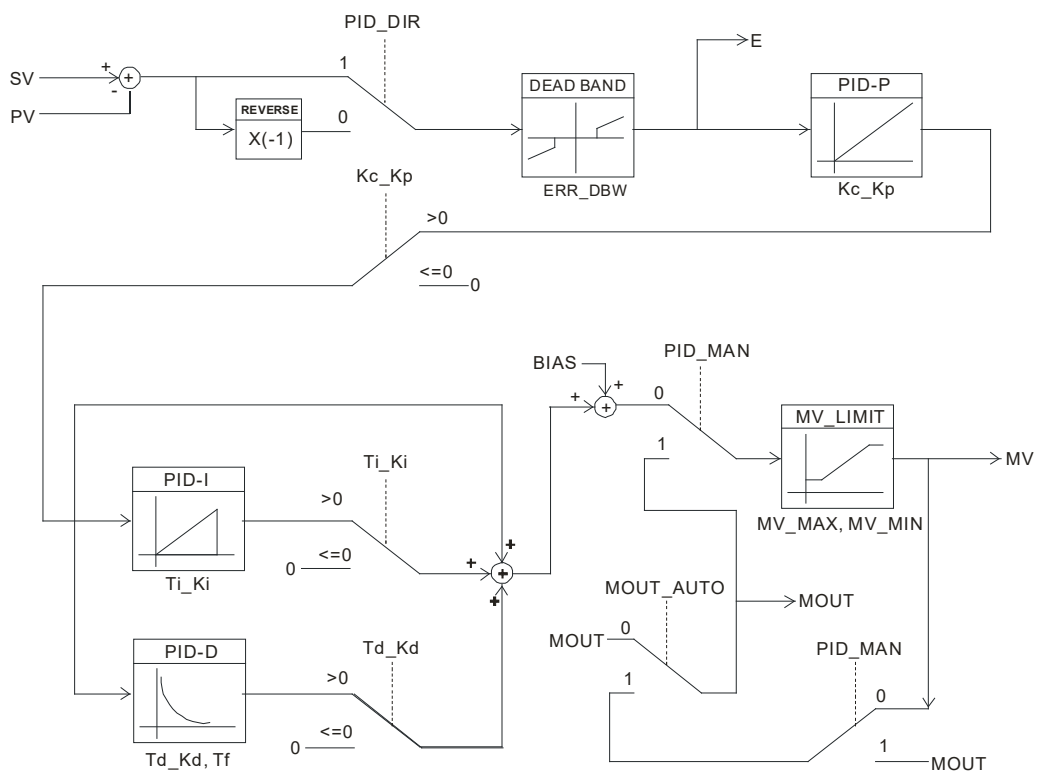 PID_DIR
SV
+
+
-
PV
1
REVERSE
X(-1)
0
DEAD BAND
ERR_DBW
E
PID-P
Kc_Kp
Kc_Kp
>0
<=0
0
BIAS
+
+
+
PID_MAN
0
1
MV_LIMIT
MV_MAX, MV_MIN
MV
PID-I
Ti_Ki
Ti_Ki
>0
<=0
0
+
+
+
+
PID-D
Td_Kd, Tf
Td_Kd
>0
<=0
0
MOUT_AUTO
MOUT
0
1
MOUT
PID_MAN
0
1
MOUT